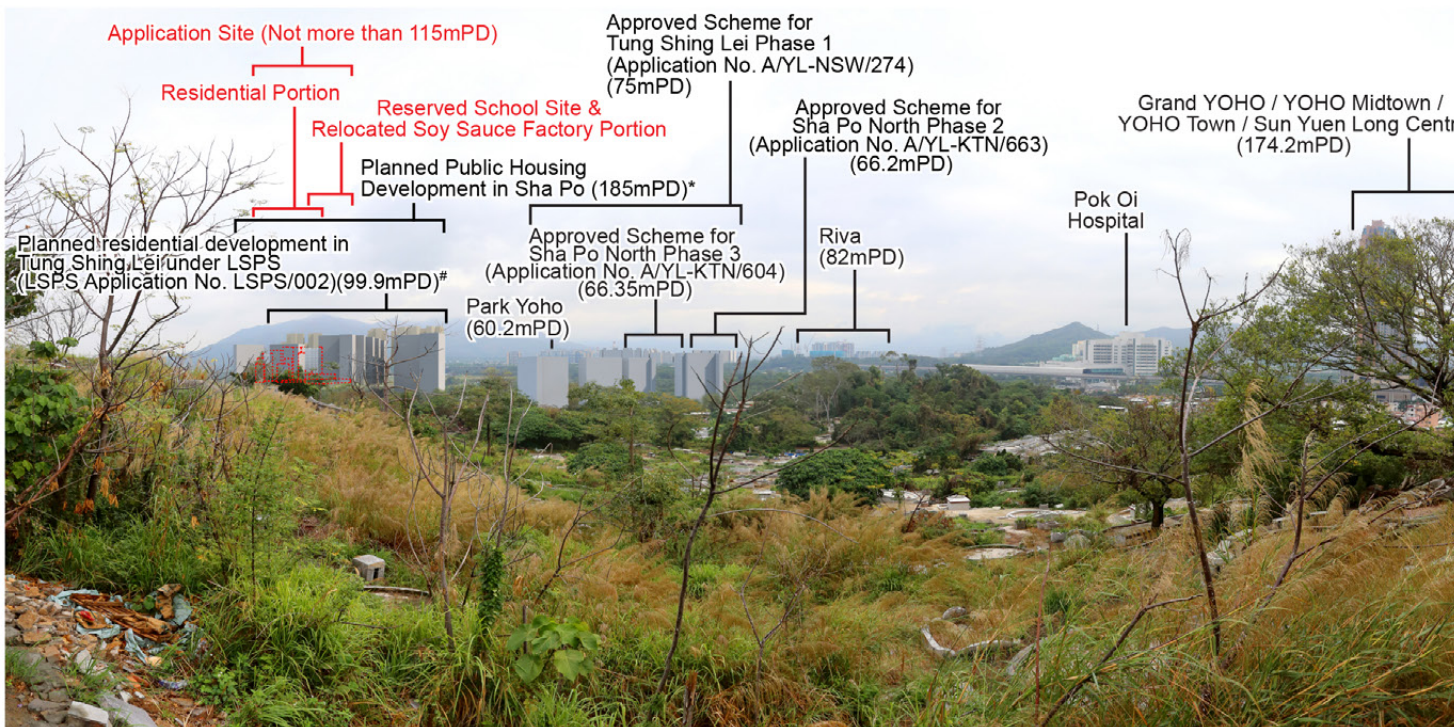 Application Site (Not more than 115mPD)
Residential Portion
Reserved School Site &
Relocated Soy Sauce Factory Portion
Planned Public Housing
Development in Sha Po (185mPD)*
Planned residential development in
Tung Shing Lei under LSPS
(LSPS Application No. LSPS/002)(99.9mPD)#
Approved Scheme for
Tung Shing Lei Phase 1
(Application No. A/YL-NSW/274)
(75mPD)
Park Yoho
(60.2mPD)
Approved Scheme for
Sha Po North Phase 3
(Application No. A/YL-KTN/604)
(66.35mPD)
Approved Scheme for
Sha Po North Phase 2
(Application No. A/YL-KTN/663)
(66.2mPD)
Riva
(82mPD)
Pok Oi
Hospital
Grand YOHO / YOHO Midtown /
YOHO Town / Sun Yuen Long Centr
(174.2mPD)